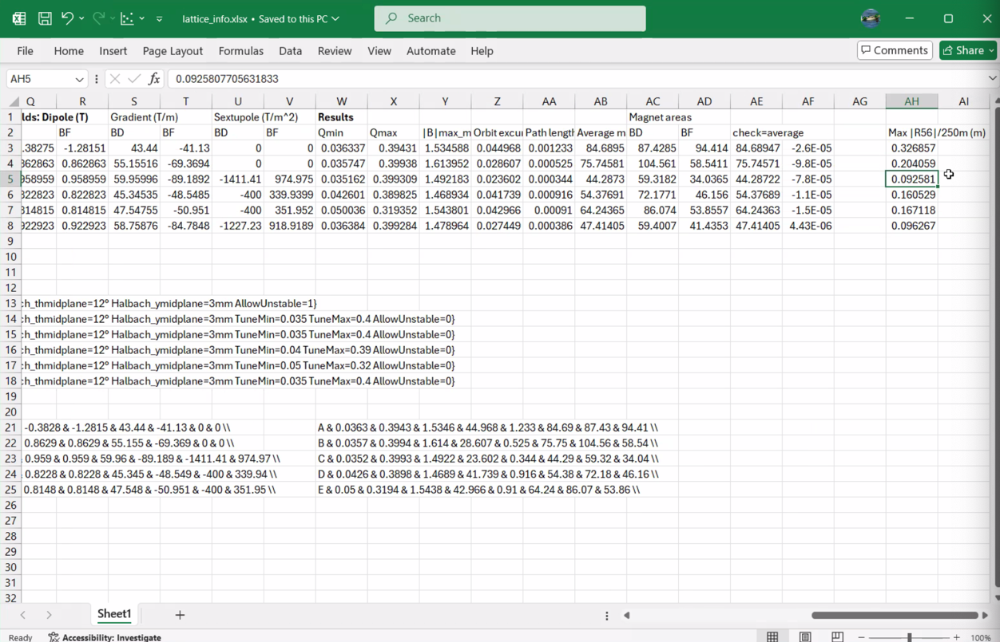 lattice_info.xlsx • Saved to this PC
Search
File Home Insert Page Layout Formulas Data Review View Automate Help Comments Share
AH5 fx 0.0925807705631833
Q R S T U V W X Y Z AA AB AC AD AE AF AG AH AI
1 lds: Dipole (T) Gradient (T/m) Sextupole (T/m^2) Results Magnet areas
2 BF BD BF BD BF Qmin Qmax |B|max_m Orbit excur Path length Average m BD BF check=average Max |R56|/250m (m)
3 .38275 -1.28151 43.44 -41.13 0 0 0.036337 0.39431 1.534588 0.044968 0.001233 84.6895 87.4285 94.414 84.68947 -2.6E-05 0.326857
4 862863 0.862863 55.15516 -69.3694 0 0 0.035747 0.39938 1.613952 0.028607 0.000525 75.74581 104.561 58.5411 75.74571 -9.8E-05 0.204059
5 958959 0.958959 59.95996 -89.1892 -1411.41 974.975 0.035162 0.399309 1.492183 0.023602 0.000344 44.2873 59.3182 34.0365 44.28722 -7.8E-05 0.092581
6 822823 0.822823 45.34535 -48.5485 -400 339.9399 0.042601 0.389825 1.468934 0.041739 0.000916 54.37691 72.1771 46.156 54.37689 -1.1E-05 0.160529
7 814815 0.814815 47.54755 -50.951 -400 351.952 0.050036 0.319352 1.543801 0.042966 0.00091 64.24365 86.074 53.8557 64.24363 -1.5E-05 0.167118
8 922923 0.922923 58.75876 -84.7848 -1227.23 918.9189 0.036384 0.399284 1.478964 0.027449 0.000386 47.41405 59.4007 41.4353 47.41405 4.43E-06 0.096267
9
10
11
12
13 ch_thmidplane=12° Halbach_ymidplane=3mm AllowUnstable=1}
14 ch_thmidplane=12° Halbach_ymidplane=3mm TuneMin=0.035 TuneMax=0.4 AllowUnstable=0}
15 ch_thmidplane=12° Halbach_ymidplane=3mm TuneMin=0.035 TuneMax=0.4 AllowUnstable=0}
16 ch_thmidplane=12° Halbach_ymidplane=3mm TuneMin=0.04 TuneMax=0.39 AllowUnstable=0}
17 ch_thmidplane=12° Halbach_ymidplane=3mm TuneMin=0.05 TuneMax=0.32 AllowUnstable=0}
18 ch_thmidplane=12° Halbach_ymidplane=3mm TuneMin=0.035 TuneMax=0.4 AllowUnstable=0}
19
20
21 -0.3828 & -1.2815 & 43.44 & -41.13 & 0 & 0 \\ A & 0.0363 & 0.3943 & 1.5346 & 44.968 & 1.233 & 84.69 & 87.43 & 94.41 \\
22 0.8629 & 0.8629 & 55.155 & -69.369 & 0 & 0 \\ B & 0.0357 & 0.3994 & 1.614 & 28.607 & 0.525 & 75.75 & 104.56 & 58.54 \\
23 0.959 & 0.959 & 59.96 & -89.189 & -1411.41 & 974.97 \\ C & 0.0352 & 0.3993 & 1.4922 & 23.602 & 0.344 & 44.29 & 59.32 & 34.04 \\
24 0.8228 & 0.8228 & 45.345 & -48.549 & -400 & 339.94 \\ D & 0.0426 & 0.3898 & 1.4689 & 41.739 & 0.916 & 54.38 & 72.18 & 46.16 \\
25 0.8148 & 0.8148 & 47.548 & -50.951 & -400 & 351.95 \\ E & 0.05 & 0.3194 & 1.5438 & 42.966 & 0.91 & 64.24 & 86.07 & 53.86 \\
26
27
28
29
30
31
32
Sheet1
Ready Accessibility: Investigate 100%